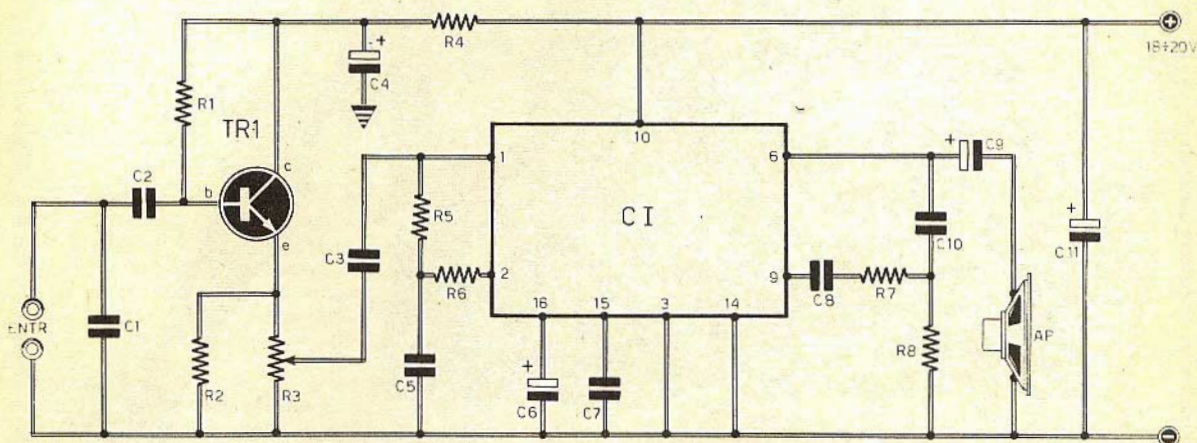 R4
+
18÷20V
+
C4
R1
TR1
10
c
1
6
+
C9
C2
b
R5
CI
+
C3
C10
C11
e
2
9
R6
C8
R7
16
15
3
14
ENTR
C1
AP
R8
+
R2
R3
C5
C6
C7